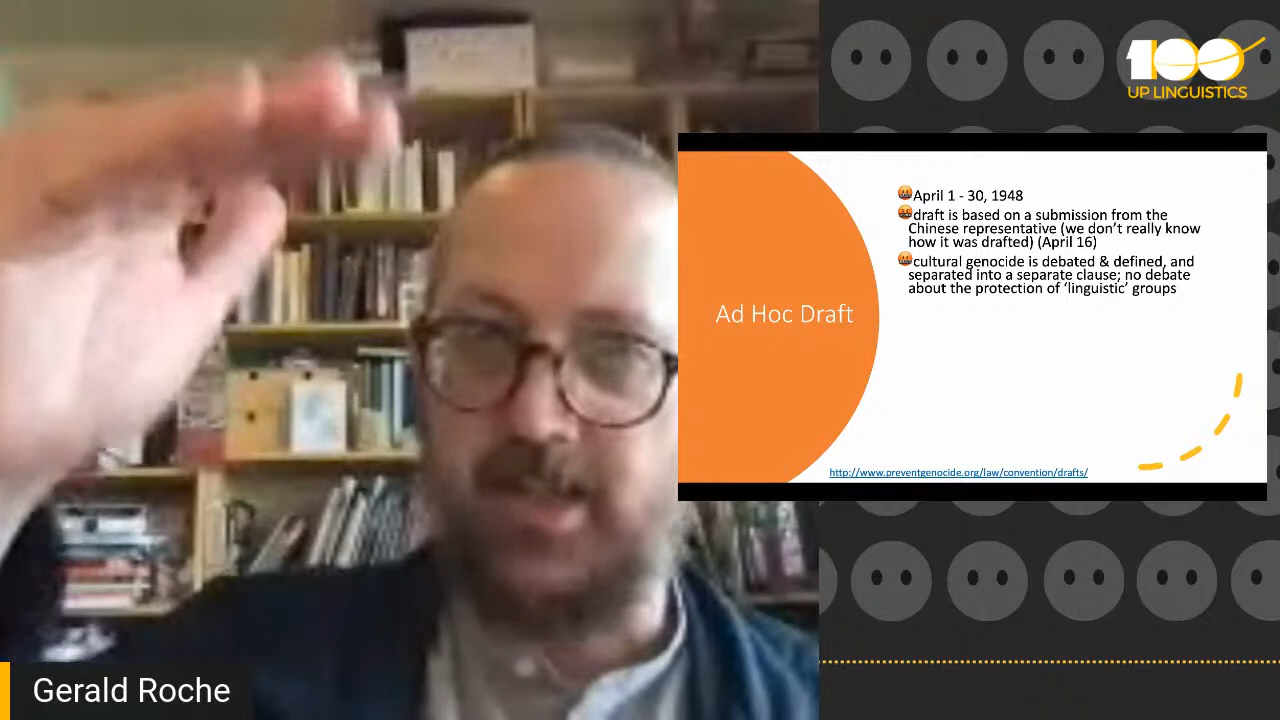 100
UP LINGUISTICS
April 1 - 30, 1948
draft is based on a submission from the
Chinese representative (we don't really know
how it was drafted) (April 16)
cultural genocide is debated & defined, and
separated into a separate clause; no debate
about the protection of 'linguistic' groups
Ad Hoc Draft
http://www.preventgenocide.org/law/convention/drafts/
Gerald Roche